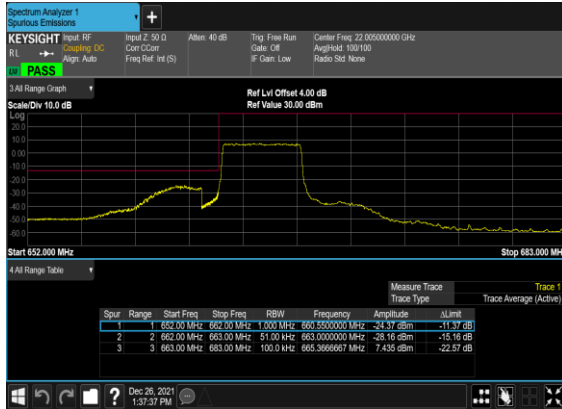 Spectrum Analyzer 1
Spurious Emissions
KEYSIGHT Input: RF Input Z: 50 Ω Atten: 40 dB Trig: Free Run Center Freq: 22.005000000 GHz
RL Coupling: DC Corr CCorr Gate: Off Avg|Hold: 100/100
Align: Auto Freq Ref: Int (S) IF Gain: Low Radio Std: None
PASS
3 All Range Graph
Ref Lvl Offset 4.00 dB
Scale/Div 10.0 dB Ref Value 30.00 dBm
Log
20.0
10.0
0.00
-10.0
-20.0
-30.0
-40.0
-50.0
-60.0
Start 652.000 MHz Stop 683.000 MHz
4 All Range Table
Measure Trace Trace 1
Trace Type Trace Average (Active)
Spur Range Start Freq Stop Freq RBW Frequency Amplitude ΔLimit
1 1 652.00 MHz 662.00 MHz 1.000 MHz 660.5500000 MHz -24.37 dBm -11.37 dB
2 2 662.00 MHz 663.00 MHz 51.00 kHz 663.0000000 MHz -28.16 dBm -15.16 dB
3 3 663.00 MHz 683.00 MHz 100.0 kHz 665.3666667 MHz 7.435 dBm -22.57 dB
Dec 26, 2021
1:37:37 PM